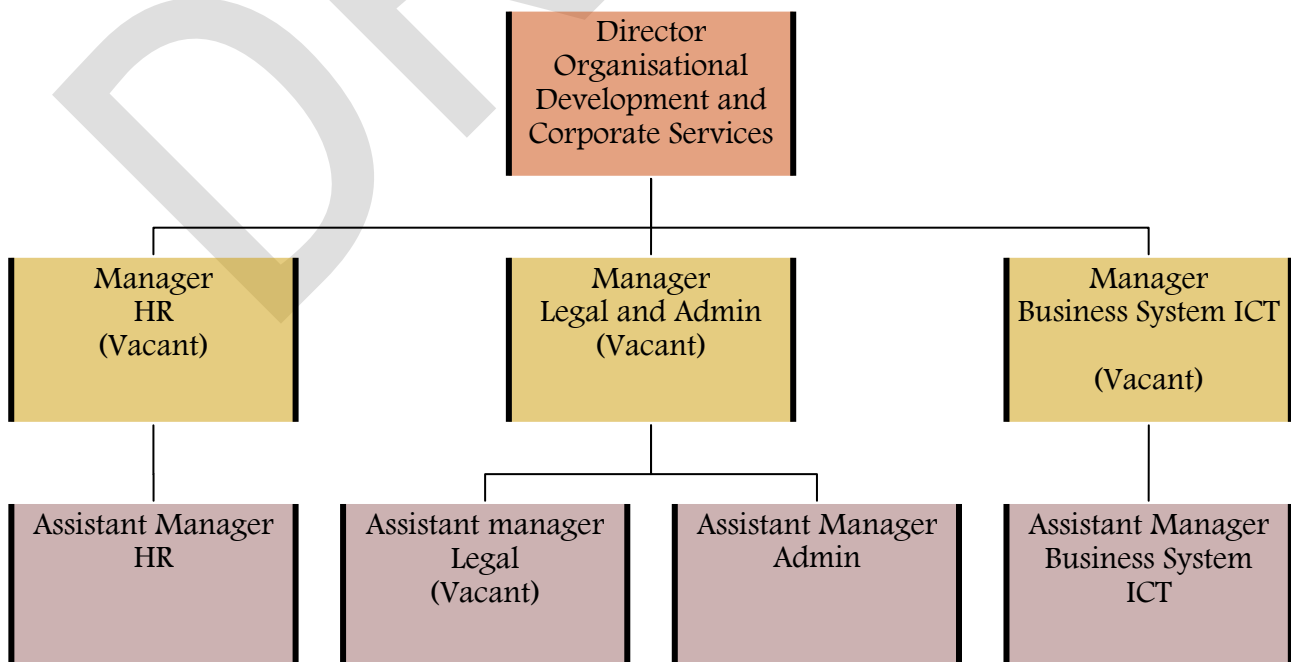 Director
Organisational
Development and
Corporate Services
Manager
HR
(Vacant)
Manager
Legal and Admin
(Vacant)
Manager
Business System ICT
(Vacant)
Assistant Manager
HR
Assistant manager
Legal
(Vacant)
Assistant Manager
Admin
Assistant Manager
Business System
ICT